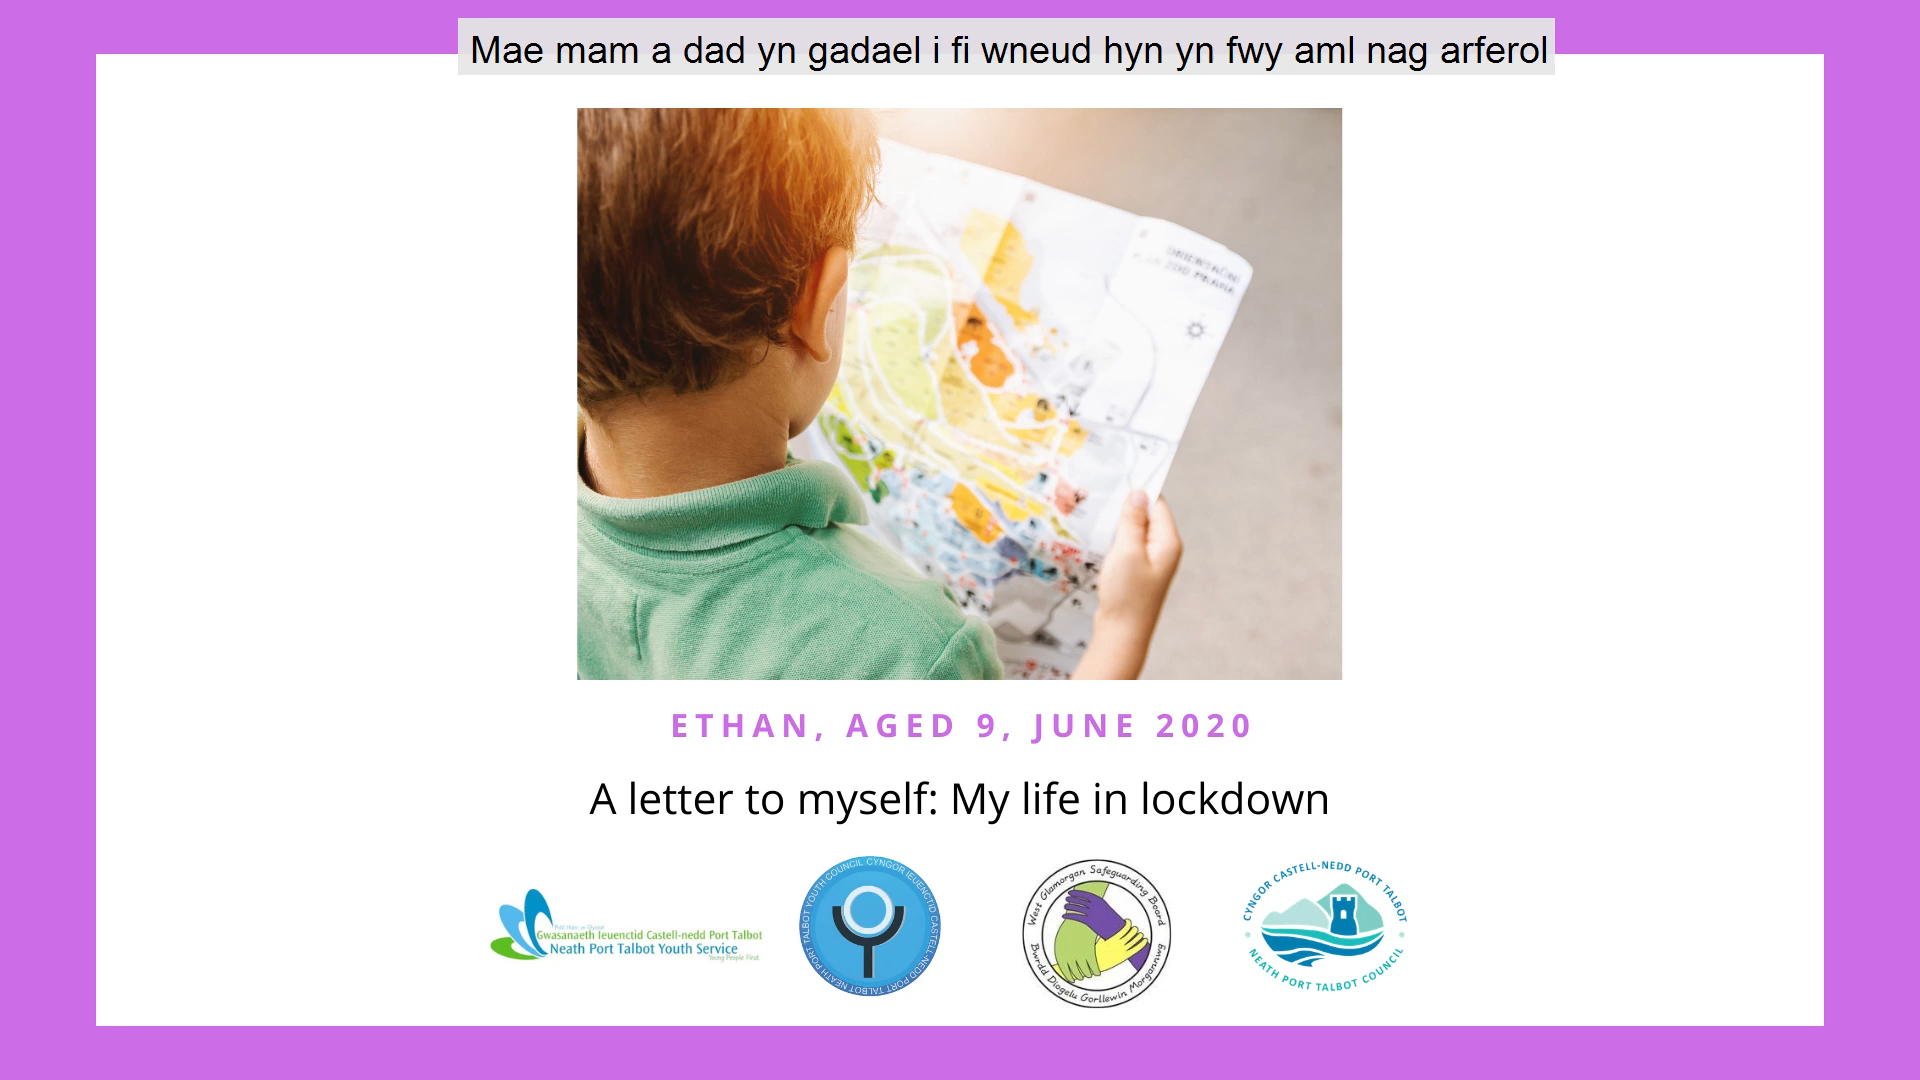 Mae mam a dad yn gadael i fi wneud hyn yn fwy aml nag arferol
ETHAN, AGED 9, JUNE 2020
A letter to myself: My life in lockdown
Gwasanaeth Ieuenctid Castell-nedd Port Talbot
Neath Port Talbot Youth Service
Young People First
NEATH PORT TALBOT YOUTH COUNCIL CYNGOR IEUENCTID CASTELL-NEDD PORT TALBOT
West Glamorgan Safeguarding Board
Bwrdd Diogelu Gorllewin Morgannwg
CYNGOR CASTELL-NEDD PORT TALBOT
NEATH PORT TALBOT COUNCIL